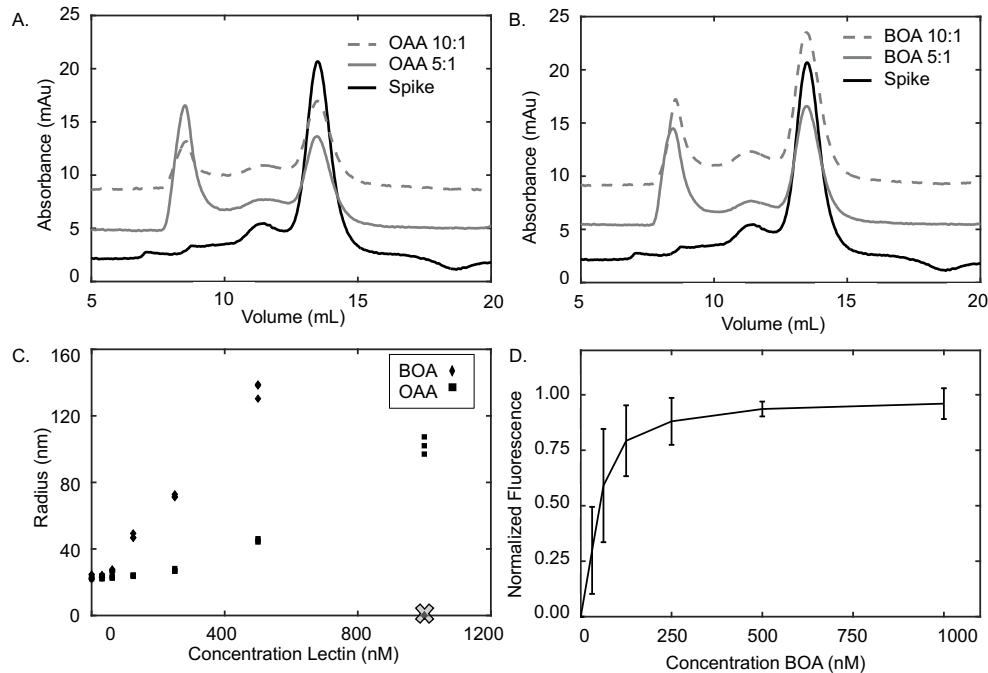 A.
25
20
15
10
5
0
Absorbance (mAu)
OAA 10:1
OAA 5:1
Spike
5
10
15
20
Volume (mL)
B.
25
20
15
10
5
0
Absorbance (mAu)
BOA 10:1
BOA 5:1
Spike
5
10
15
20
Volume (mL)
C.
160
120
80
40
0
Radius (nm)
BOA
OAA
0
400
800
1200
Concentration Lectin (nM)
D.
1.00
0.75
0.50
0.25
0.00
Normalized Fluorescence
0
250
500
750
1000
Concentration BOA (nM)